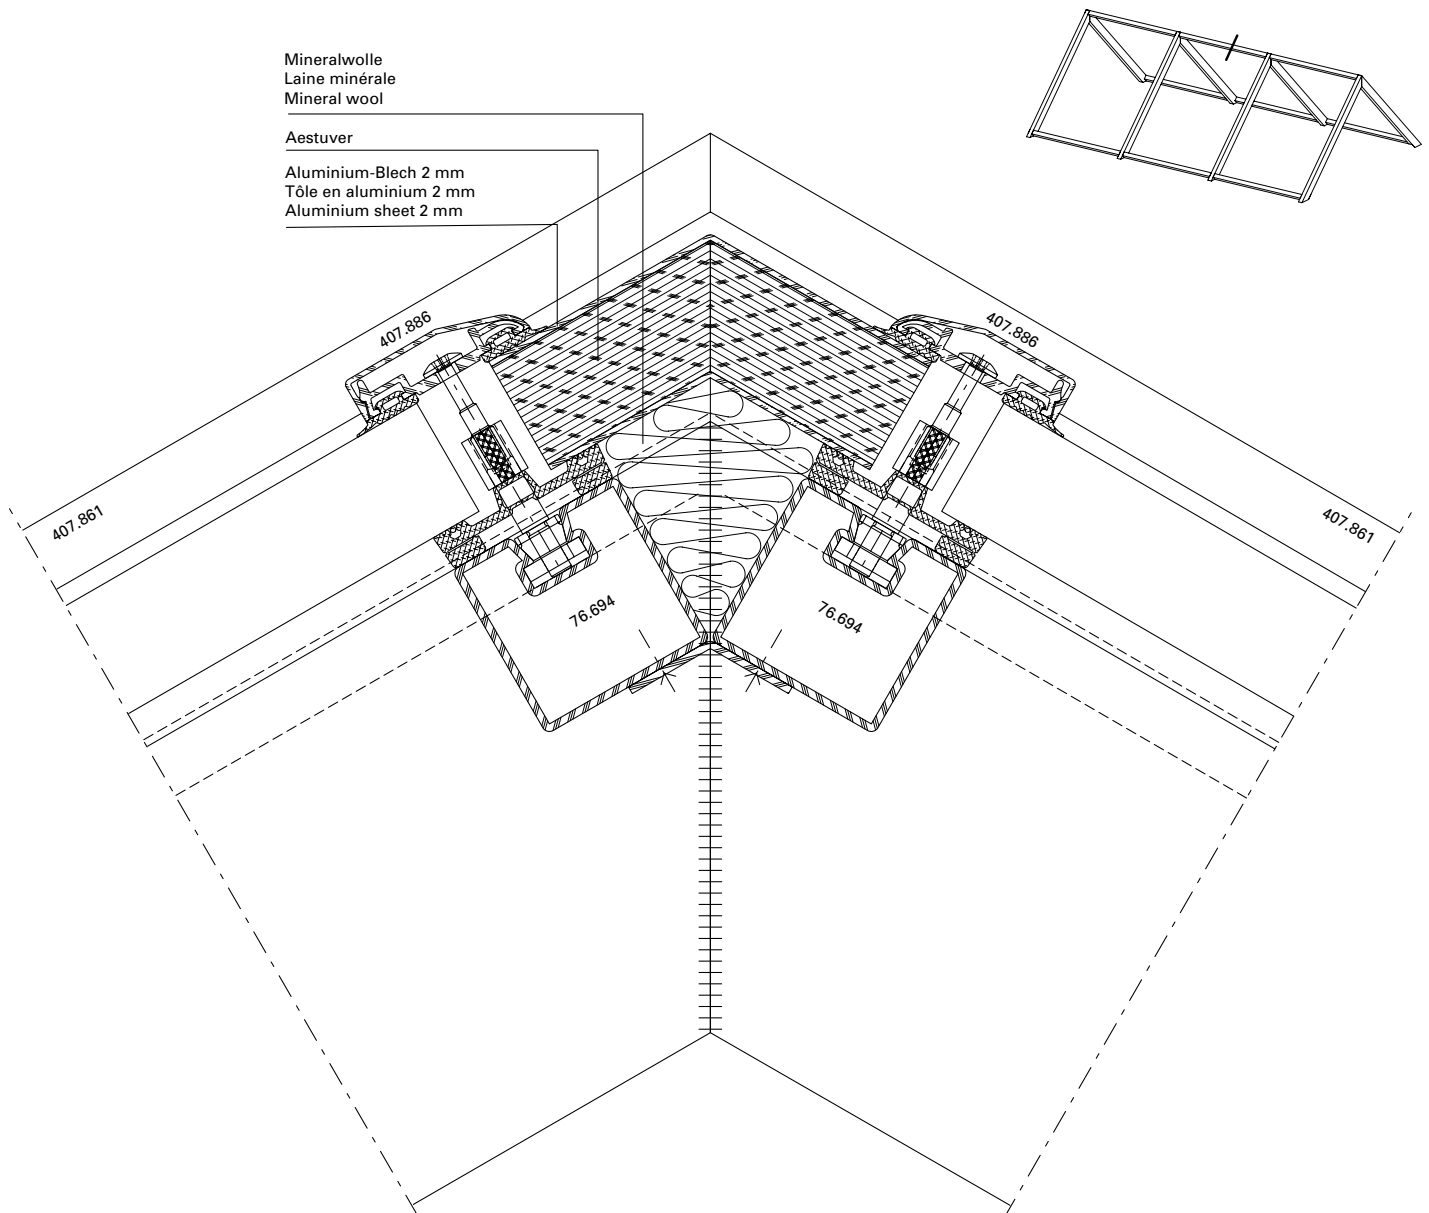 Mineralwolle
Laine minérale
Mineral wool
Aestuver
Aluminium-Blech 2 mm
Tôle en aluminium 2 mm
Aluminium sheet 2 mm
407.886
407.886
407.861
407.861
76.694
76.694